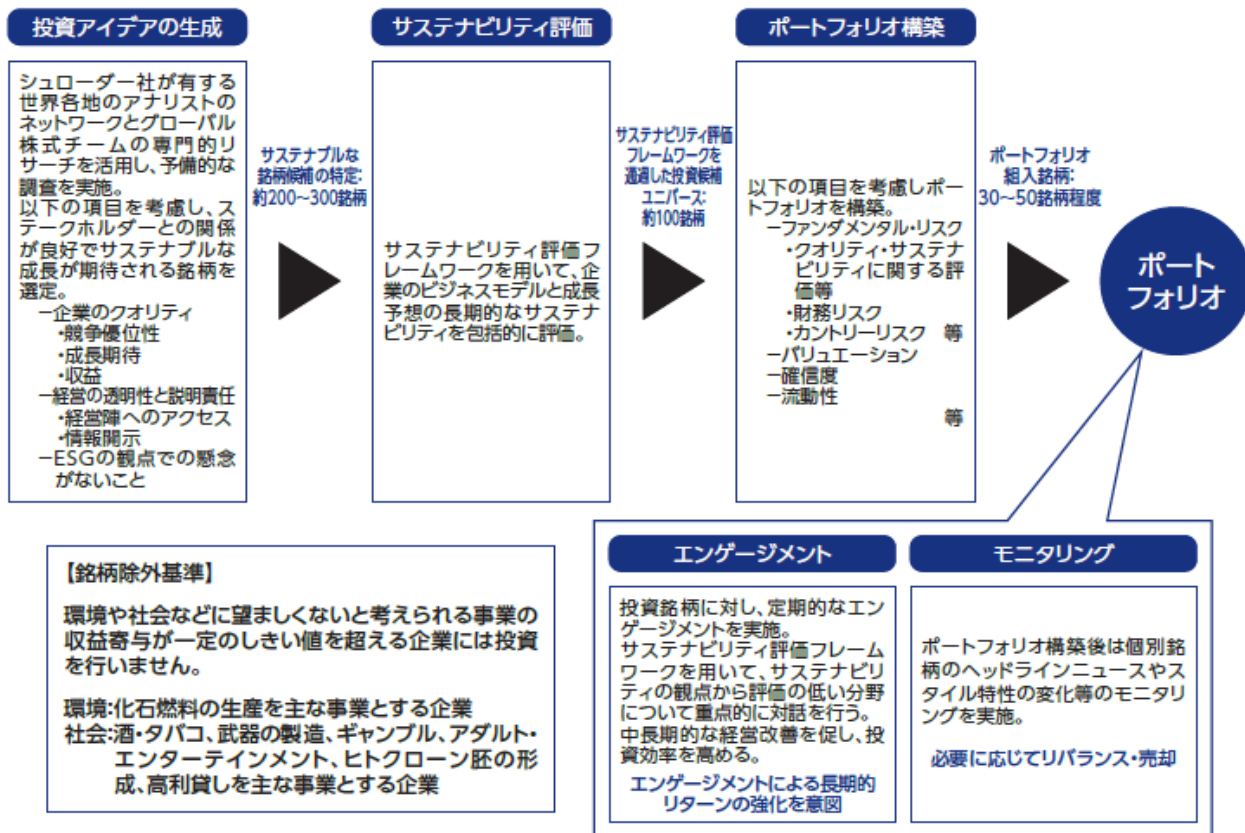 投資アイデアの生成
シュローダー社が有する
世界各地のアナリストの
ネットワークとグローバル
株式チームの専門的リ
サーチを活用し、予備的な
調査を実施。
以下の項目を考慮し、ス
テークホルダーとの関係
が良好でサステナブルな
成長が期待される銘柄を
選定。
－企業のクオリティ
・競争優位性
・成長期待
・収益
－経営の透明性と説明責任
・経営陣へのアクセス
・情報開示
－ESGの観点での懸念
がないこと
サステナブルな
銘柄候補の特定:
約200～300銘柄
サステナビリティ評価
サステナビリティ評価フ
レームワークを用いて、企
業のビジネスモデルと成長
予想の長期的なサステナ
ビリティを包括的に評価。
サステナビリティ評価
フレームワークを
通過した投資候補
ユニバース:
約100銘柄
ポートフォリオ構築
以下の項目を考慮しポー
トフォリオを構築。
－ファンダメンタル・リスク
・クオリティ・サステナ
ビリティに関する評
価等
・財務リスク
・カントリーリスク 等
－バリュエーション
－確信度
－流動性
等
ポートフォリオ
組入銘柄:
30～50銘柄程度
ポート
フォリオ
【銘柄除外基準】
環境や社会などに望ましくないと考えられる事業の
収益寄与が一定のしきい値を超える企業には投資
を行いません。
環境:化石燃料の生産を主な事業とする企業
社会:酒・タバコ、武器の製造、ギャンブル、アダルト・
エンターテインメント、ヒトクローン胚の形
成、高利貸しを主な事業とする企業
エンゲージメント
投資銘柄に対し、定期的なエン
ゲージメントを実施。
サステナビリティ評価フレーム
ワークを用いて、サステナビリ
ティの観点から評価の低い分野
について重点的に対話を行う。
中長期的な経営改善を促し、投
資効率を高める。
エンゲージメントによる長期的
リターンの強化を意図
モニタリング
ポートフォリオ構築後は個別銘
柄のヘッドラインニュースやス
タイル特性の変化等のモニタリ
ングを実施。
必要に応じてリバランス・売却